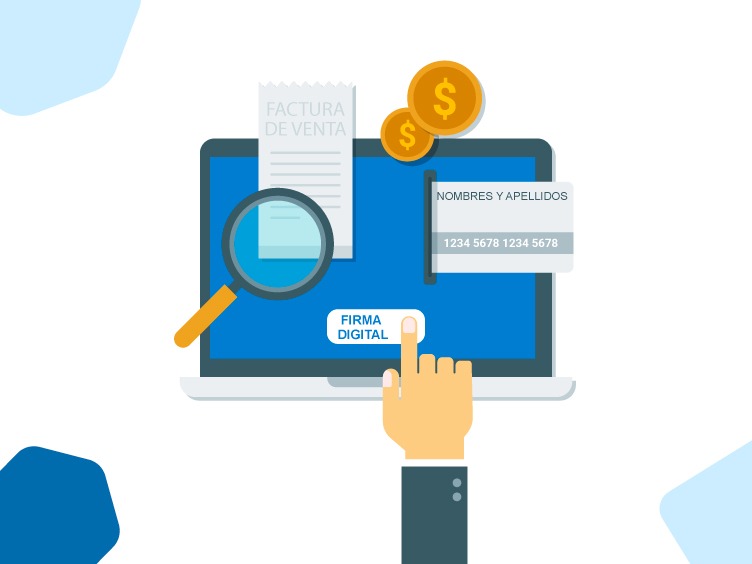 FACTURA
DE VENTA
$
$
NOMBRES Y APELLIDOS
1234 5678 1234 5678
FIRMA
DIGITAL